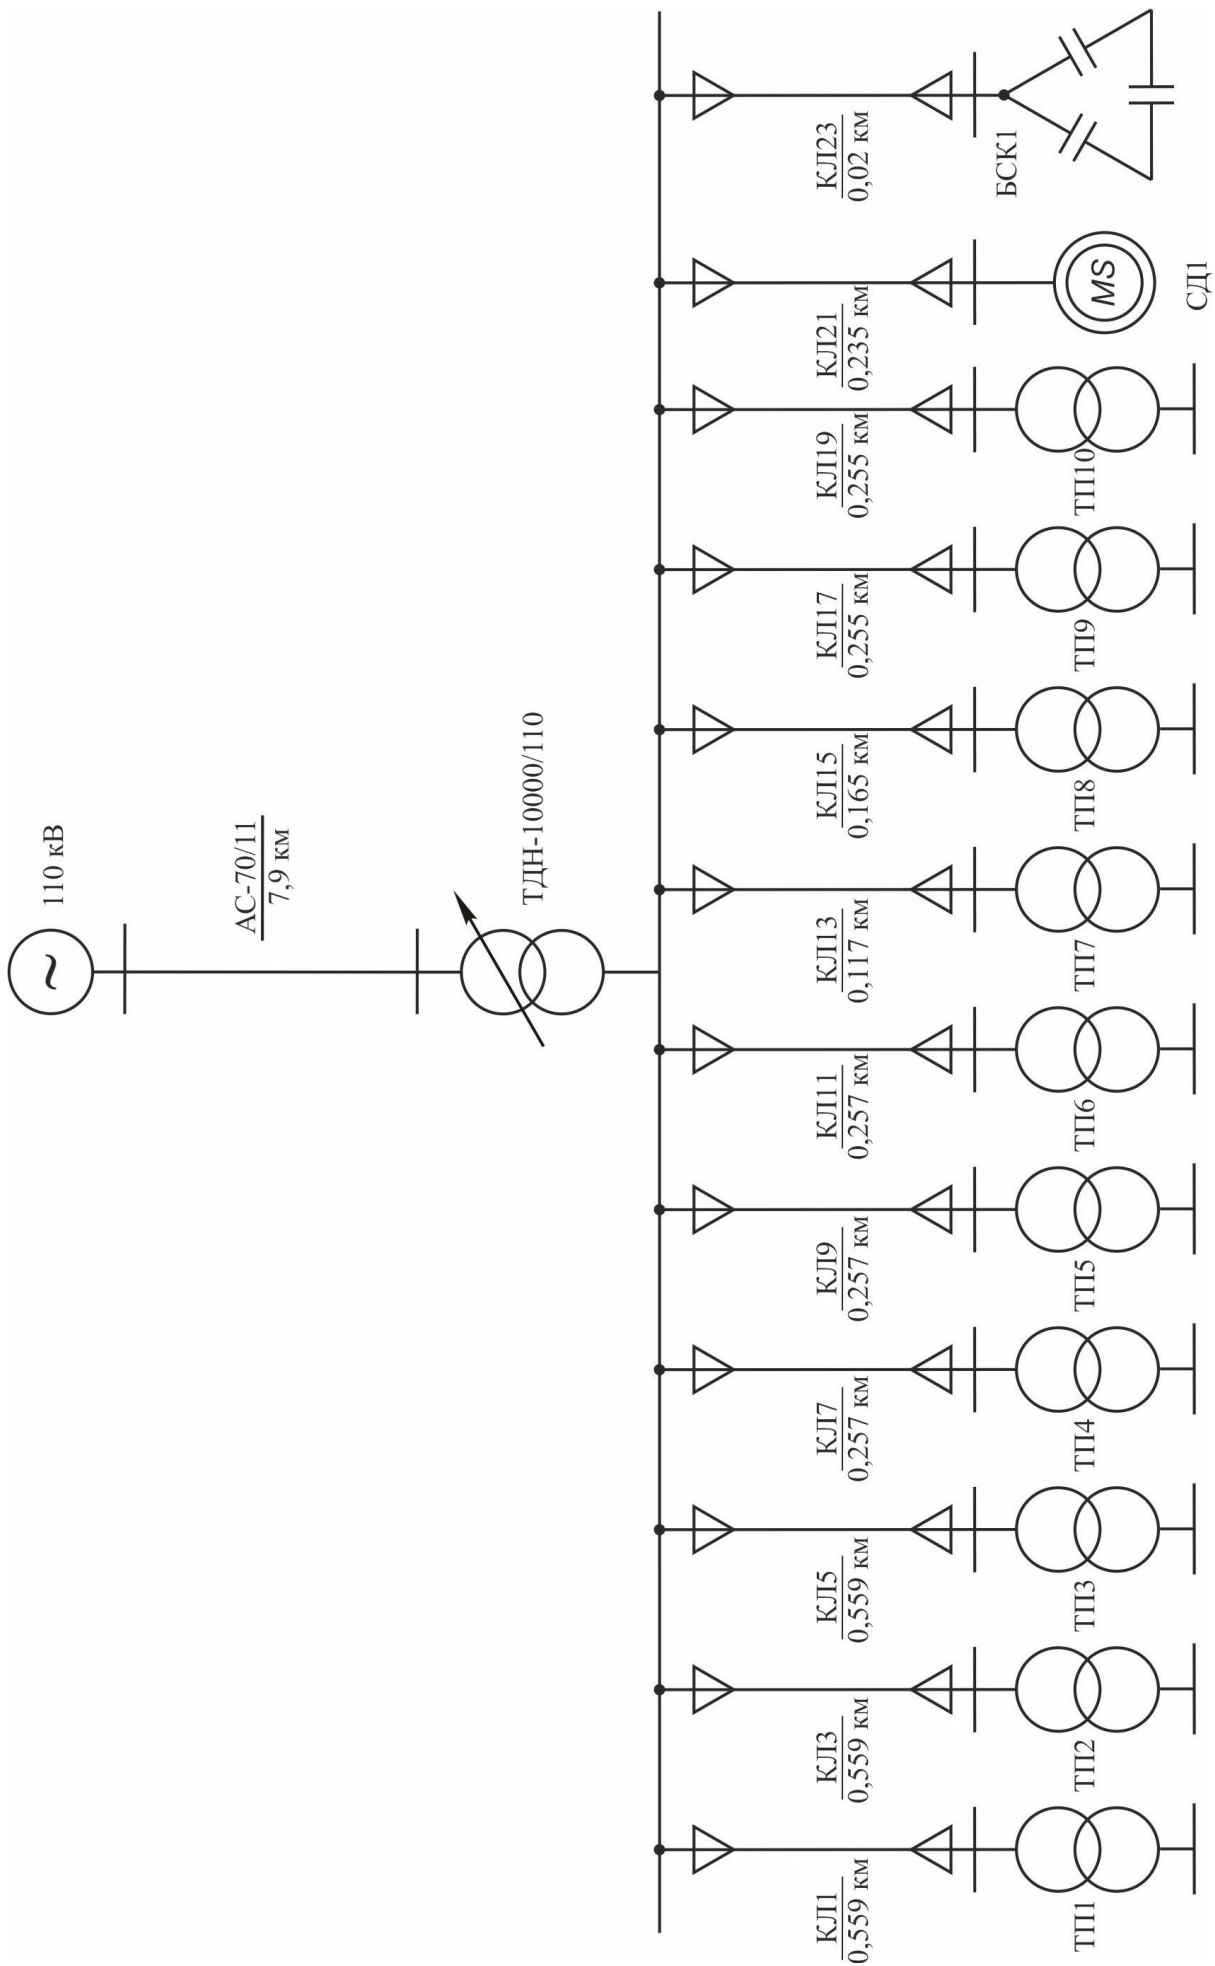 110 кВ
АС-70/11
7,9 км
ТДН-10000/110
КЛ1
0,559 км
КЛ3
0,559 км
КЛ5
0,559 км
КЛ7
0,257 км
КЛ9
0,257 км
КЛ11
0,257 км
КЛ13
0,117 км
КЛ15
0,165 км
КЛ17
0,255 км
КЛ19
0,255 км
КЛ21
0,235 км
КЛ23
0,02 км
ТП1
ТП2
ТП3
ТП4
ТП5
ТП6
ТП7
ТП8
ТП9
ТП10
MS
СД1
БСК1